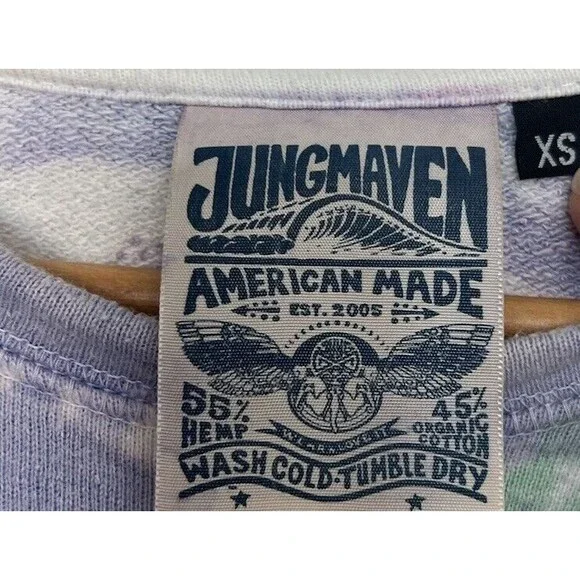 JUNGMAVEN
XS
AMERICAN MADE
EST. 2005
55% HEMP
45% ORGANIC COTTON
WASH COLD·TUMBLE DRY